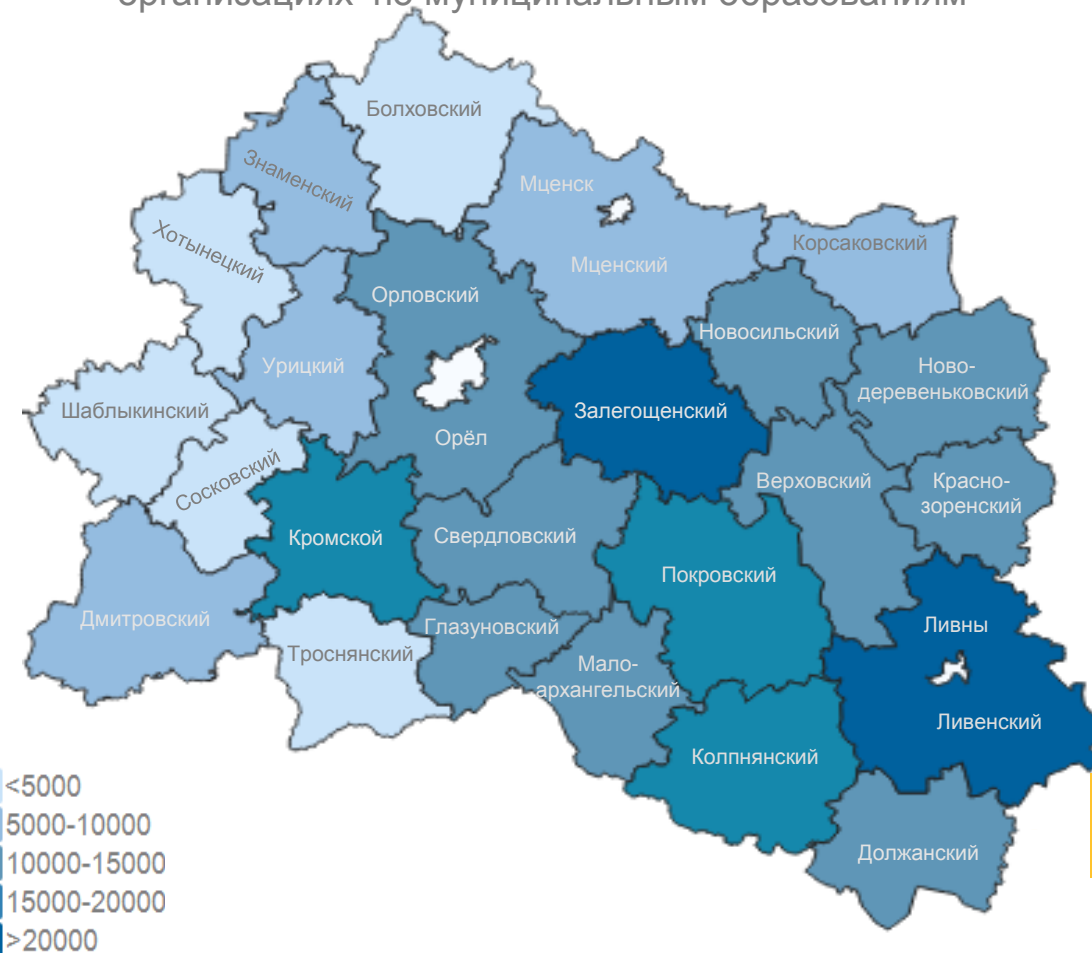 организациях по муниципальным образованиям
Болховский
Знаменский
Мценск
Хотынецкий
Мценский
Корсаковский
Орловский
Новосильский
Урицкий
Ново-
деревеньковский
Шаблыкинский
Залегощенский
Орёл
Сосковский
Верховский
Красно-
зоренский
Кромской
Свердловский
Покровский
Дмитровский
Глазуновский
Ливны
Троснянский
Мало-
архангельский
Ливенский
Колпнянский
Должанский
<5000
5000-10000
10000-15000
15000-20000
>20000